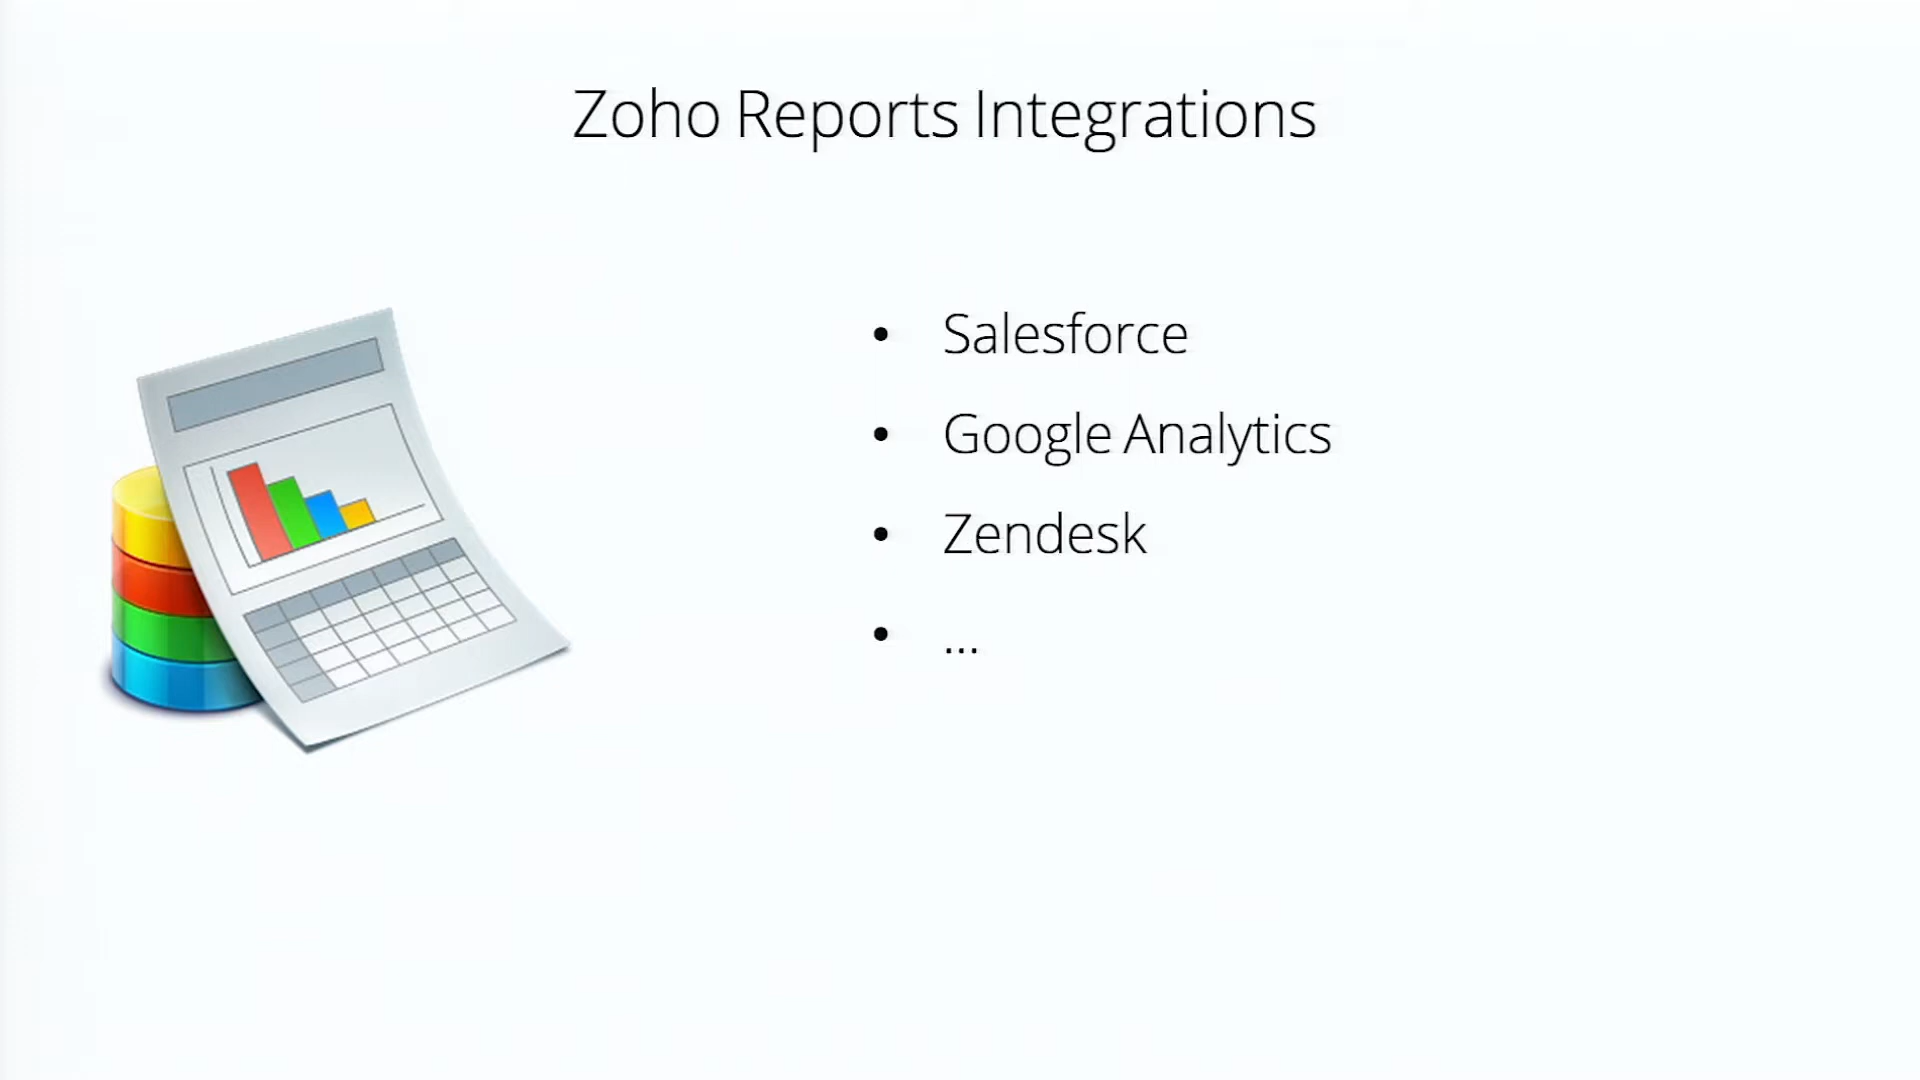 Zoho Reports Integrations
• Salesforce
• Google Analytics
• Zendesk
• ...